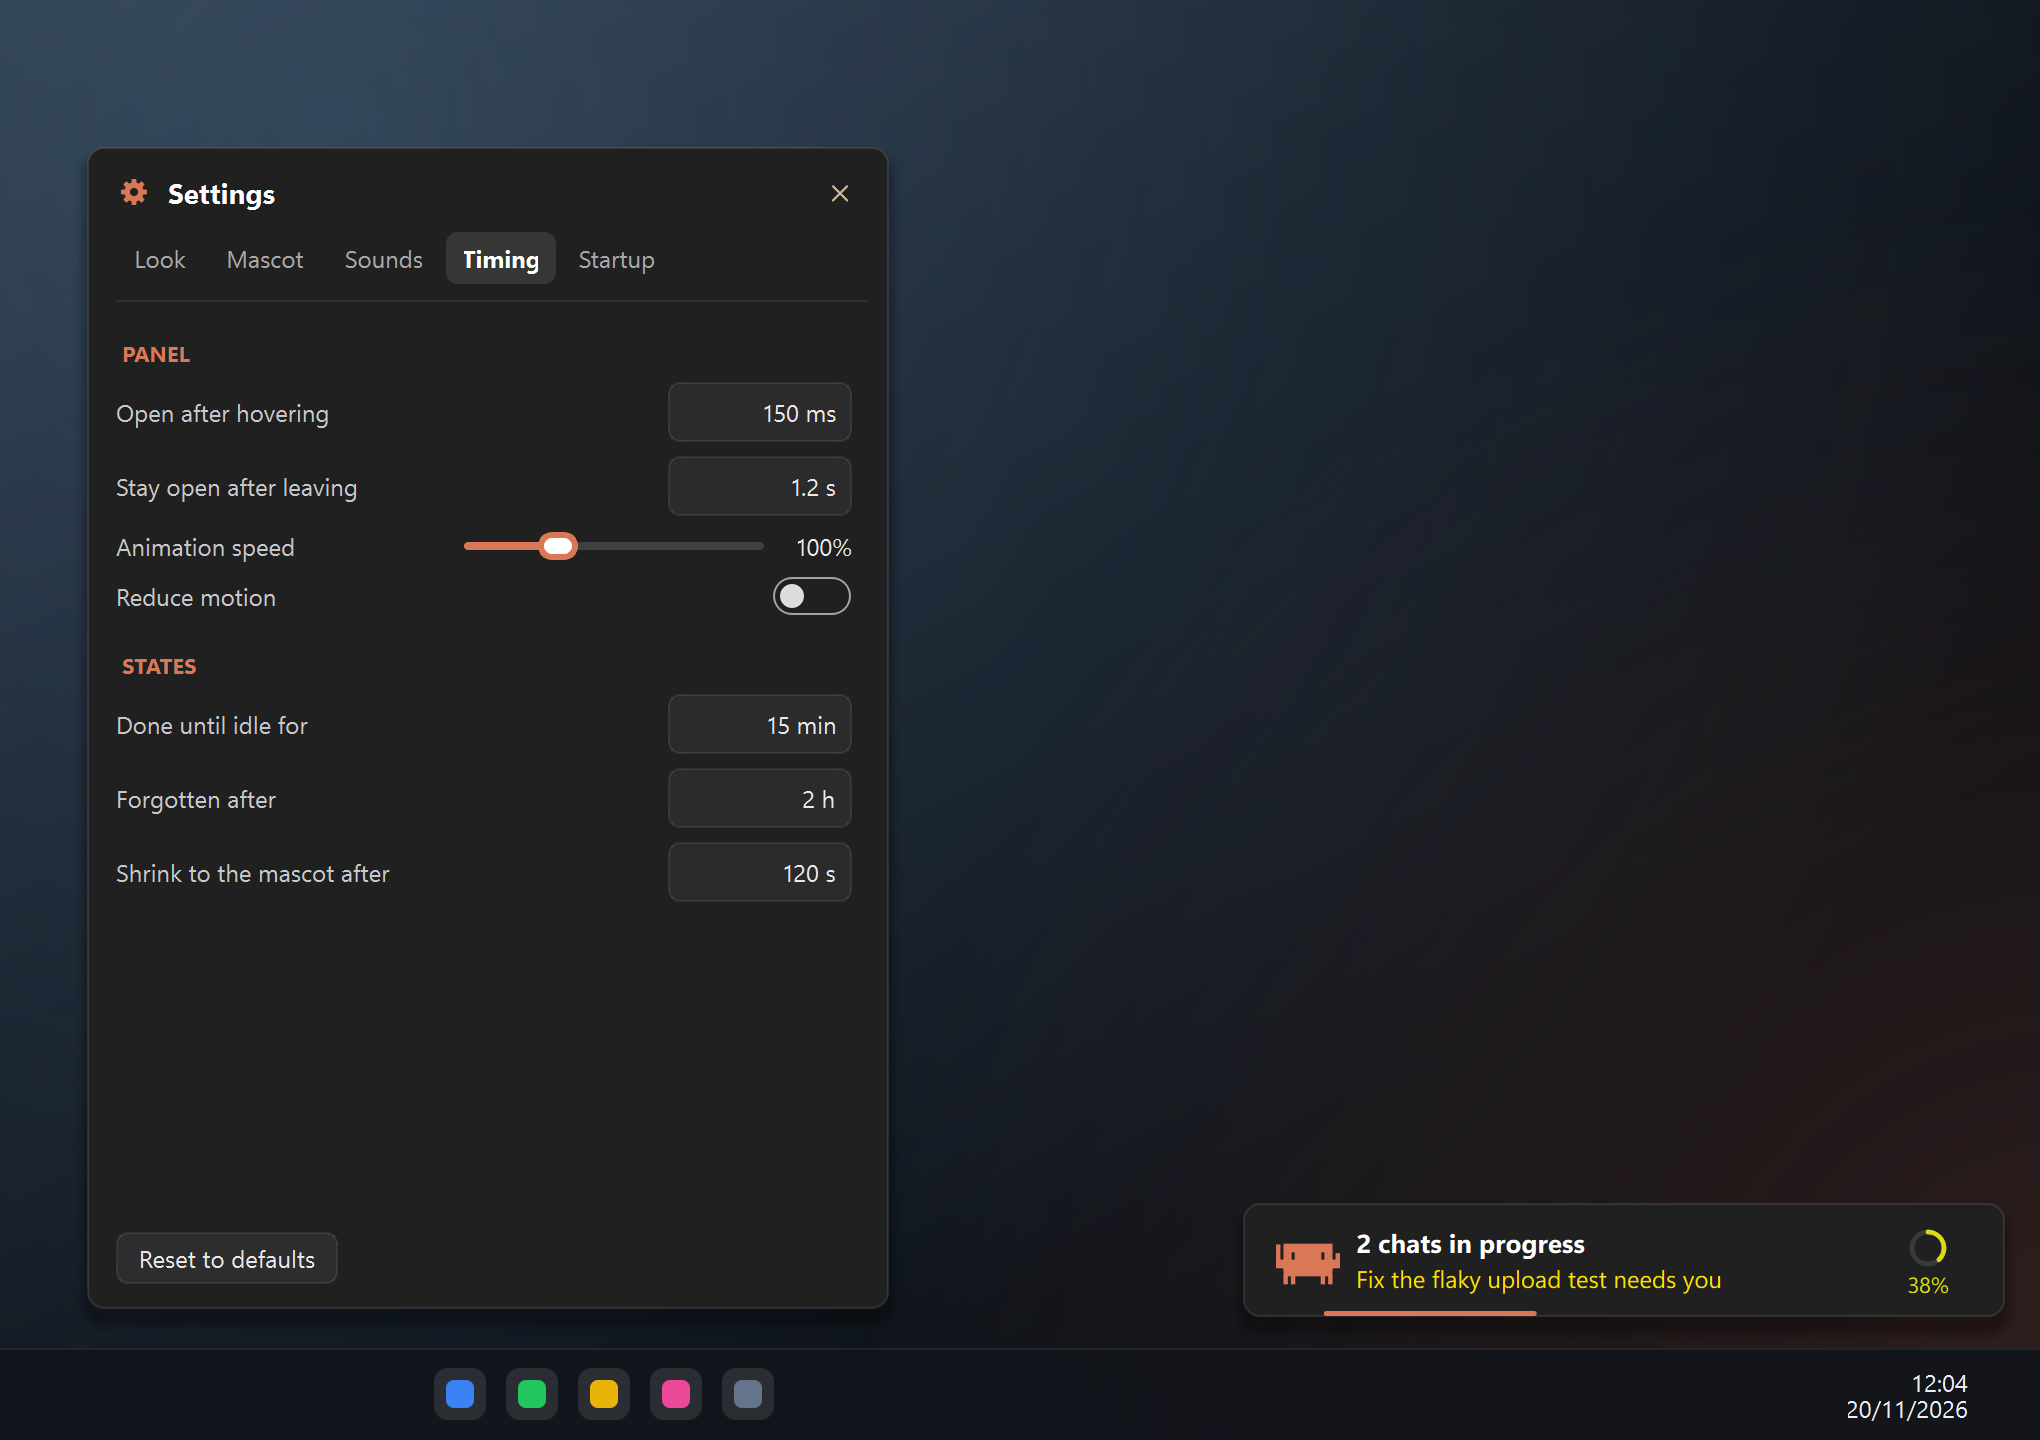 Settings
Look Mascot Sounds Timing Startup
PANEL
Open after hovering 150 ms
Stay open after leaving 1.2 s
Animation speed 100%
Reduce motion
STATES
Done until idle for 15 min
Forgotten after 2 h
Shrink to the mascot after 120 s
Reset to defaults
2 chats in progress
Fix the flaky upload test needs you
38%
12:04
20/11/2026